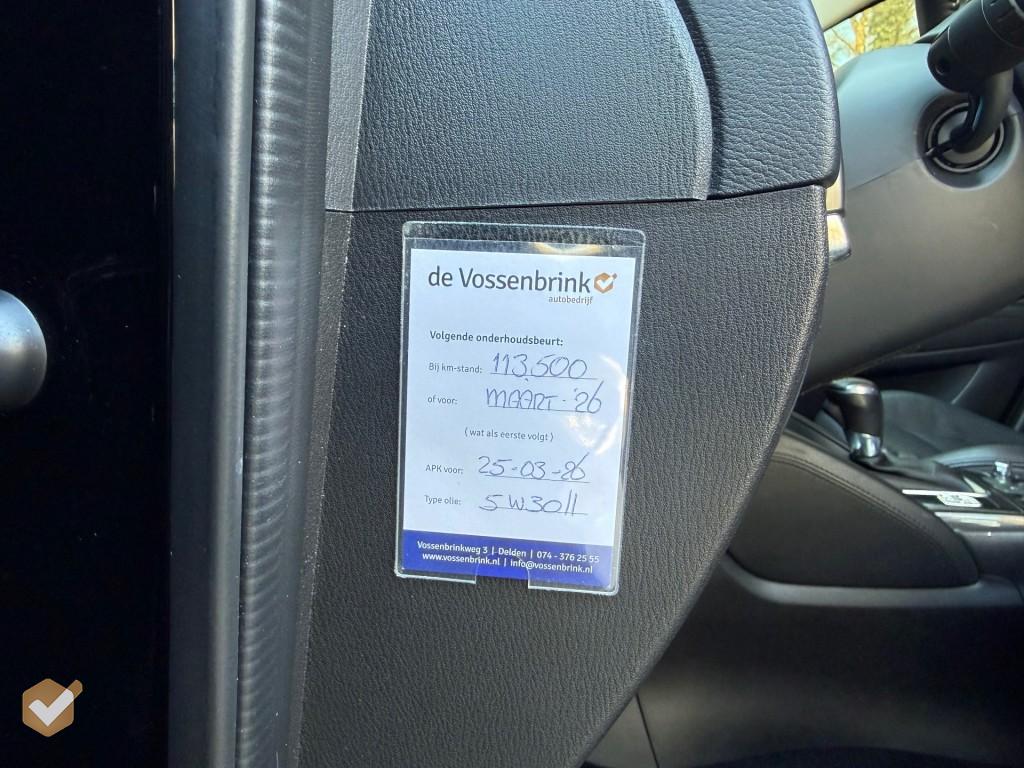 de Vossenbrink
autobedrijf
Volgende onderhoudsbeurt:
Bij km-stand: 113.500
of voor: MAART - '26
( wat als eerste volgt )
APK voor: 25-03-26
Type olie: 5W30 ll
Vossenbrinkweg 3 | Delden | 074 - 376 25 55
www.vossenbrink.nl | info@vossenbrink.nl